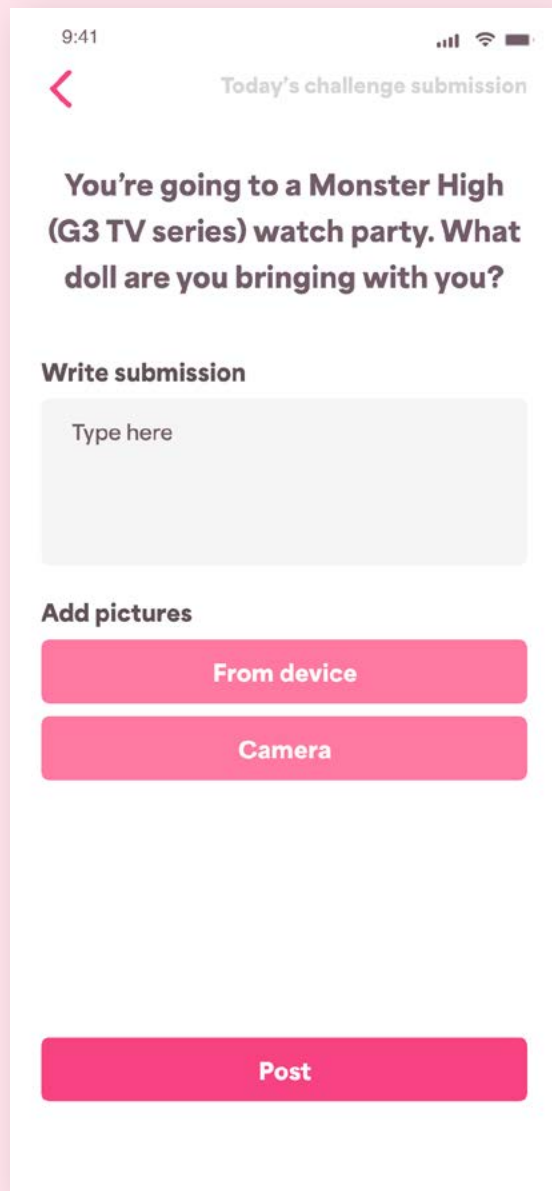 9:41
Today's challenge submission
You’re going to a Monster High
(G3 TV series) watch party. What
doll are you bringing with you?
Write submission
Type here
Add pictures
From device
Camera
Post